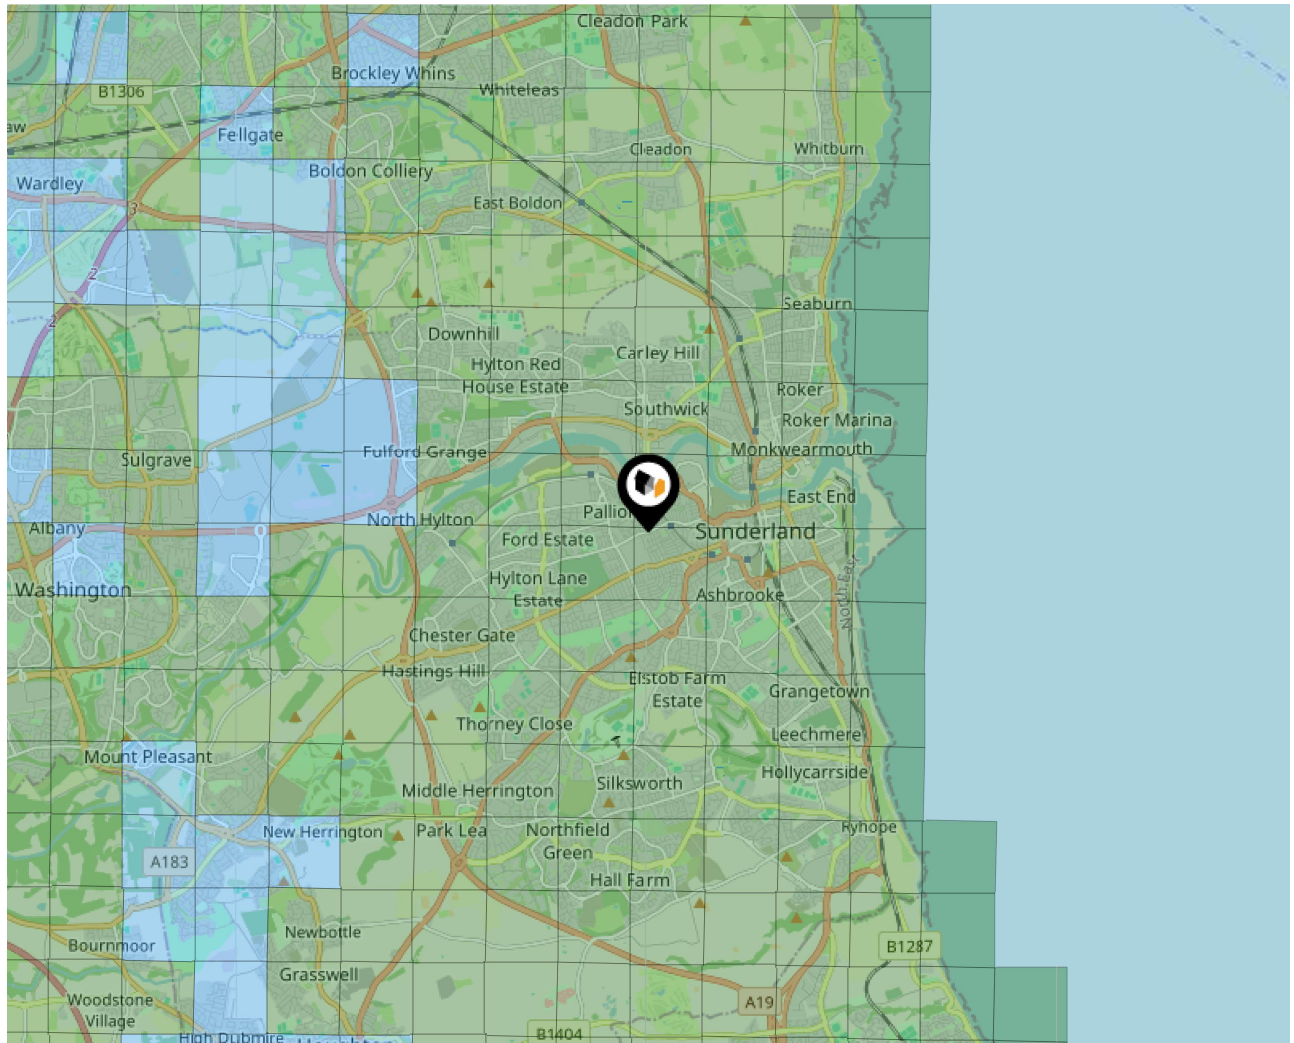 Cleadon Park
Brockley Whins
B1306
Whiteleas
aw
Fellgate
Cleadon
Whitburn
Boldon Colliery
Wardley
East Boldon
3
2
2
Seaburn
Downhill
Carley Hill
Hylton Red
House Estate
Roker
Southwick
Roker Marina
Monkwearmouth
Fulford Grange
Sulgrave
East End
Pallion
North Hylton
Albany
Sunderland
Ford Estate
Hylton Lane
Estate
Washington
Ashbrooke
North East
Chester Gate
Hastings Hill
Elstob Farm
Estate
Grangetown
Thorney Close
Leechmere
Mount Pleasant
Hollycarrside
Silksworth
Middle Herrington
New Herrington
Park Lea
Northfield
Green
Ryhope
A183
Hall Farm
Newbottle
Bournmoor
B1287
Grasswell
Woodstone
Village
A19
B1404
High Dubmire
Houghton